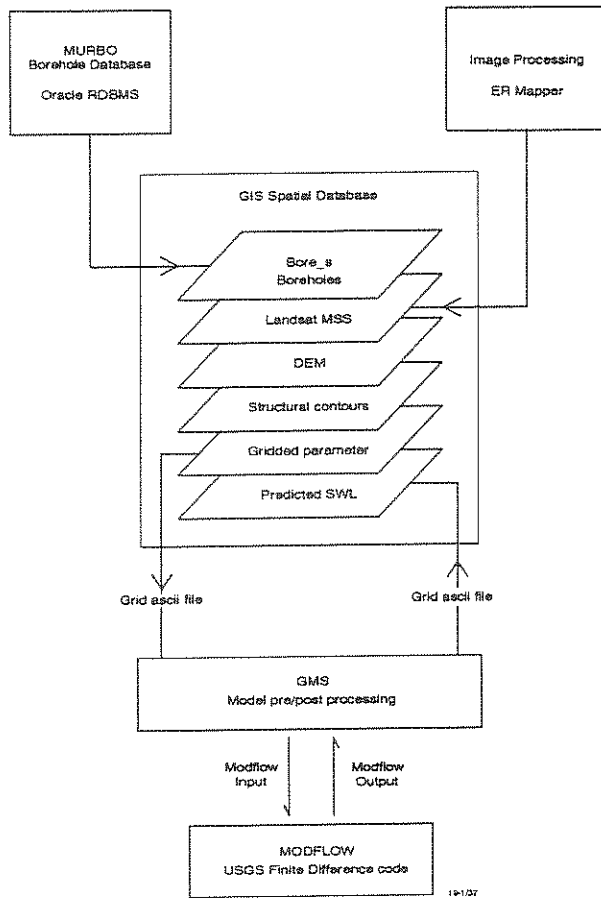 MURBO
Borehole Database
Oracle RDBMS
Image Processing
ER Mapper
GIS Spatial Database
Bore_s
Boreholes
Landsat MSS
DEM
Structural contours
Gridded parameter
Predicted SWL
Grid ascii file
Grid ascii file
GMS
Model pre/post processing
Modflow
Input
Modflow
Output
MODFLOW
USGS Finite Difference code